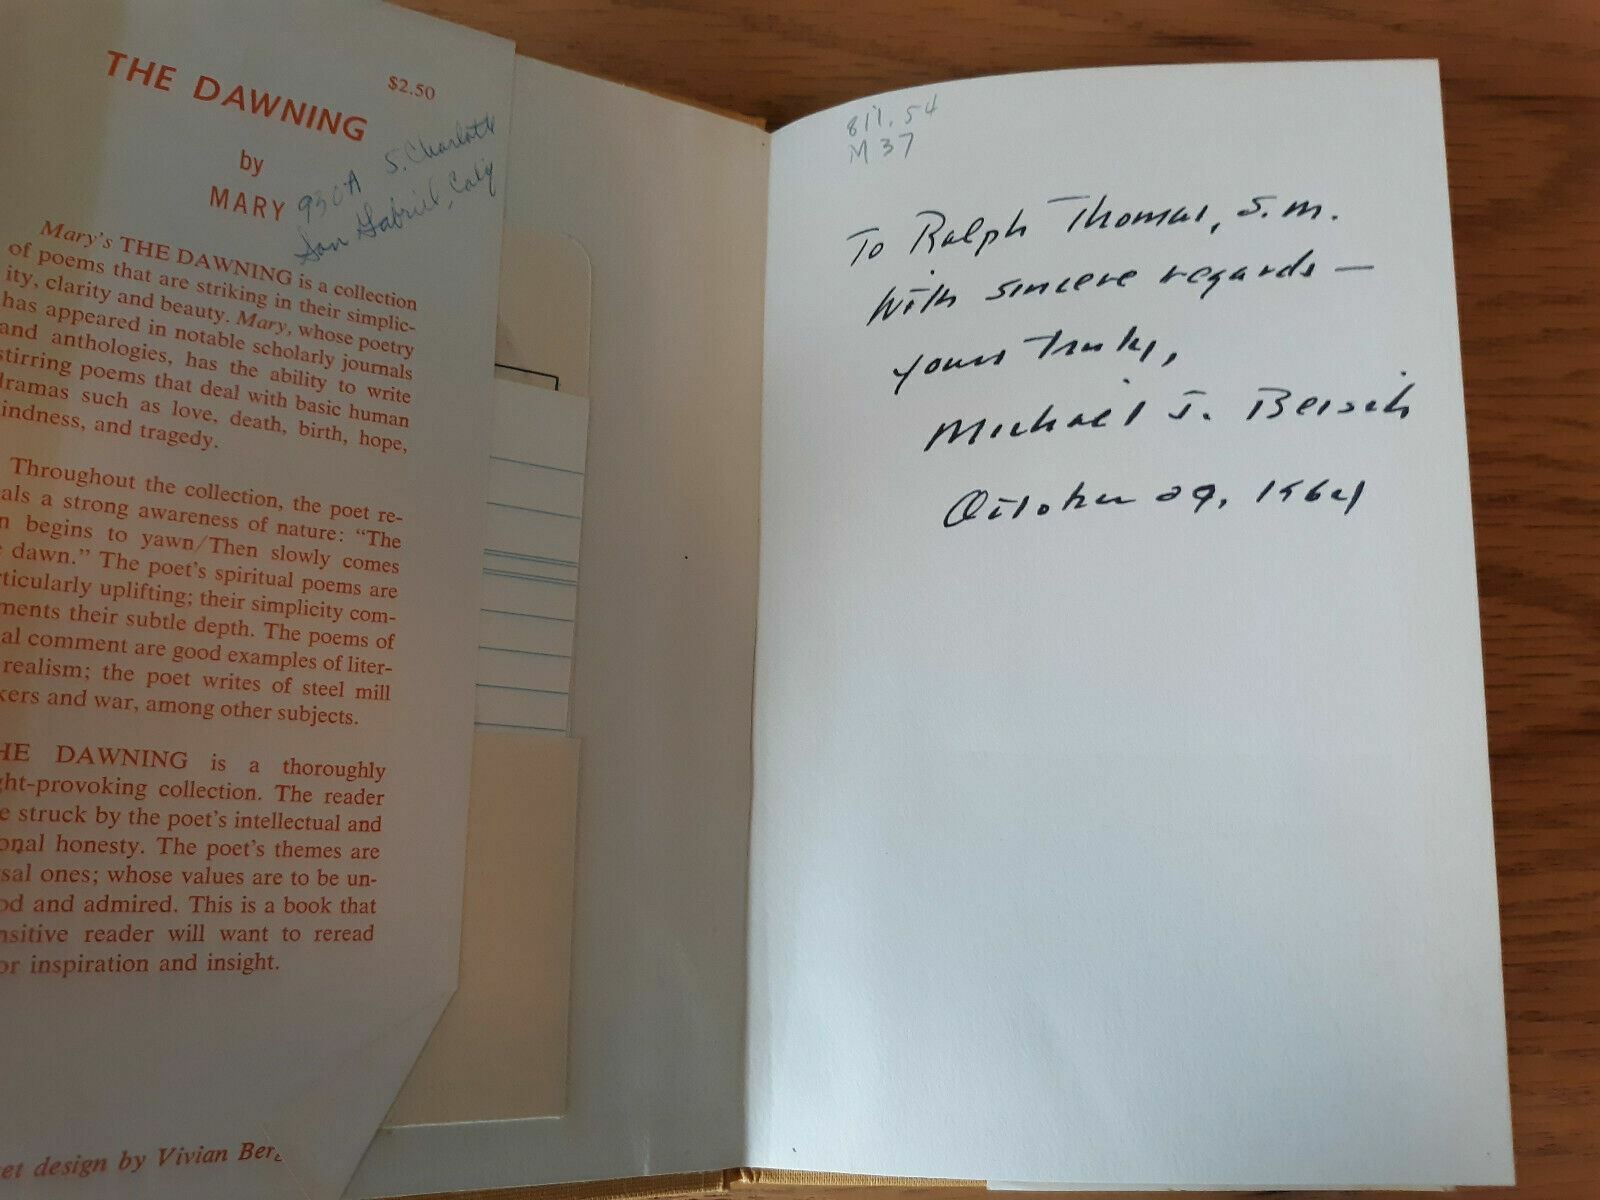 THE DAWNING
$2.50
by
MARY
930A S. Charlotte
San Gabriel, Calif
Mary's THE DAWNING is a collection
of poems that are striking in their simplic-
ity, clarity and beauty. Mary, whose poetry
has appeared in notable scholarly journals
and anthologies, has the ability to write
stirring poems that deal with basic human
dramas such as love, death, birth, hope,
indness, and tragedy.
Throughout the collection, the poet re-
als a strong awareness of nature: "The
n begins to yawn/Then slowly comes
e dawn." The poet's spiritual poems are
rticularly uplifting; their simplicity com-
ments their subtle depth. The poems of
al comment are good examples of liter-
realism; the poet writes of steel mill
kers and war, among other subjects.
HE DAWNING is a thoroughly
ght-provoking collection. The reader
e struck by the poet's intellectual and
onal honesty. The poet's themes are
sal ones; whose values are to be un-
od and admired. This is a book that
nsitive reader will want to reread
or inspiration and insight.
et design by Vivian Ber
811.54
M37
To Ralph Thomas, S.M.
With sincere regards —
yours truly,
Michael J.
October 29, 1964